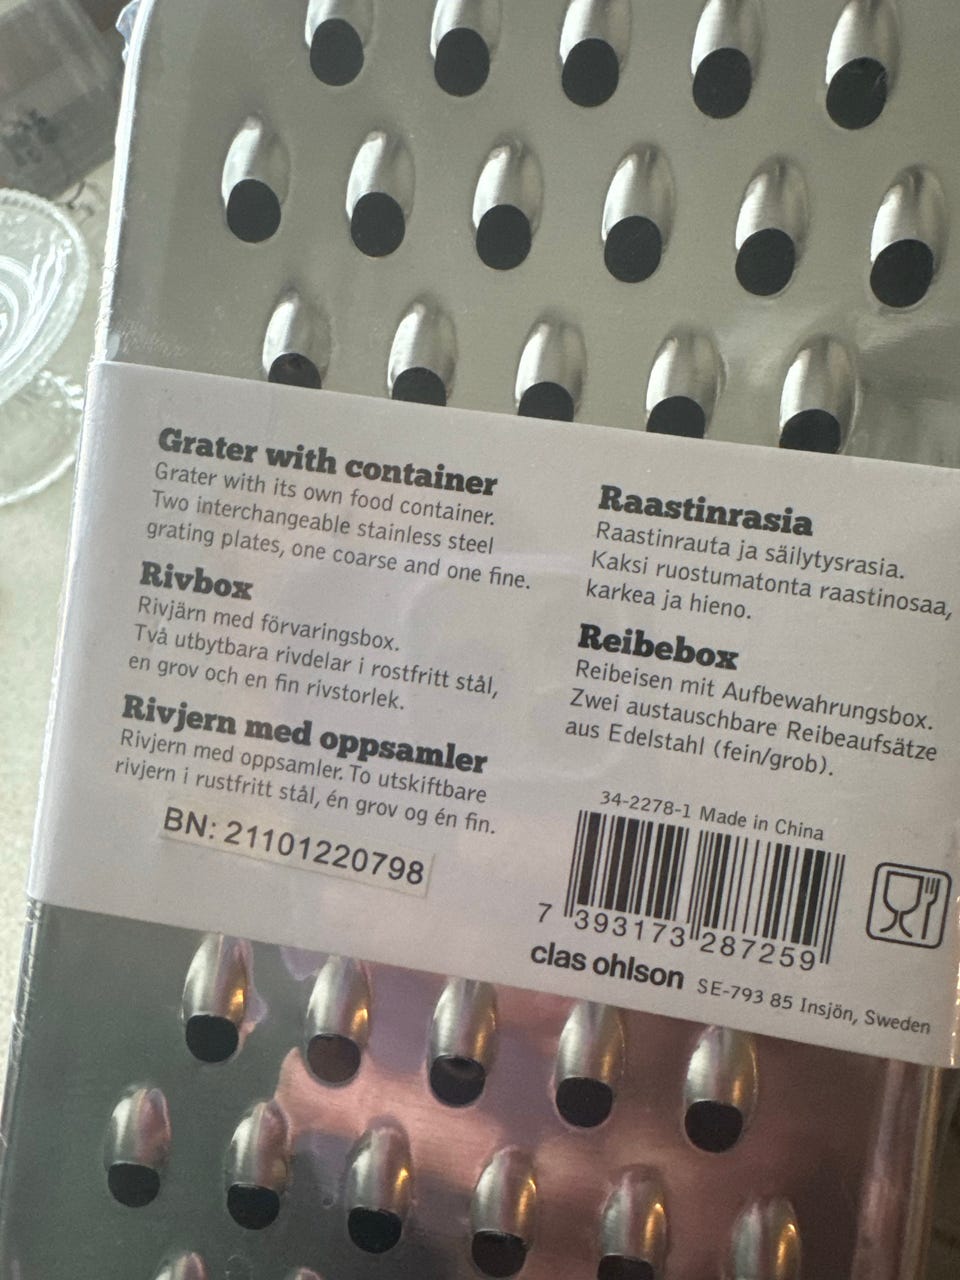 Grater with container
Grater with its own food container.
Two interchangeable stainless steel
grating plates, one coarse and one fine.
Rivbox
Rivjärn med förvaringsbox.
Två utbytbara rivdelar i rostfritt stål,
en grov och en fin rivstorlek.
Rivjern med oppsamler
Rivjern med oppsamler. To utskiftbare
rivjern i rustfritt stål, én grov og én fin.
BN: 21101220798
Raastinrasia
Raastinrauta ja säilytysrasia.
Kaksi ruostumatonta raastinosaa,
karkea ja hieno.
Reibebox
Reibeisen mit Aufbewahrungsbox.
Zwei austauschbare Reibeaufsätze
aus Edelstahl (fein/grob).
34-2278-1 Made in China
7 393173 287259
clas ohlson SE-793 85 Insjön, Sweden